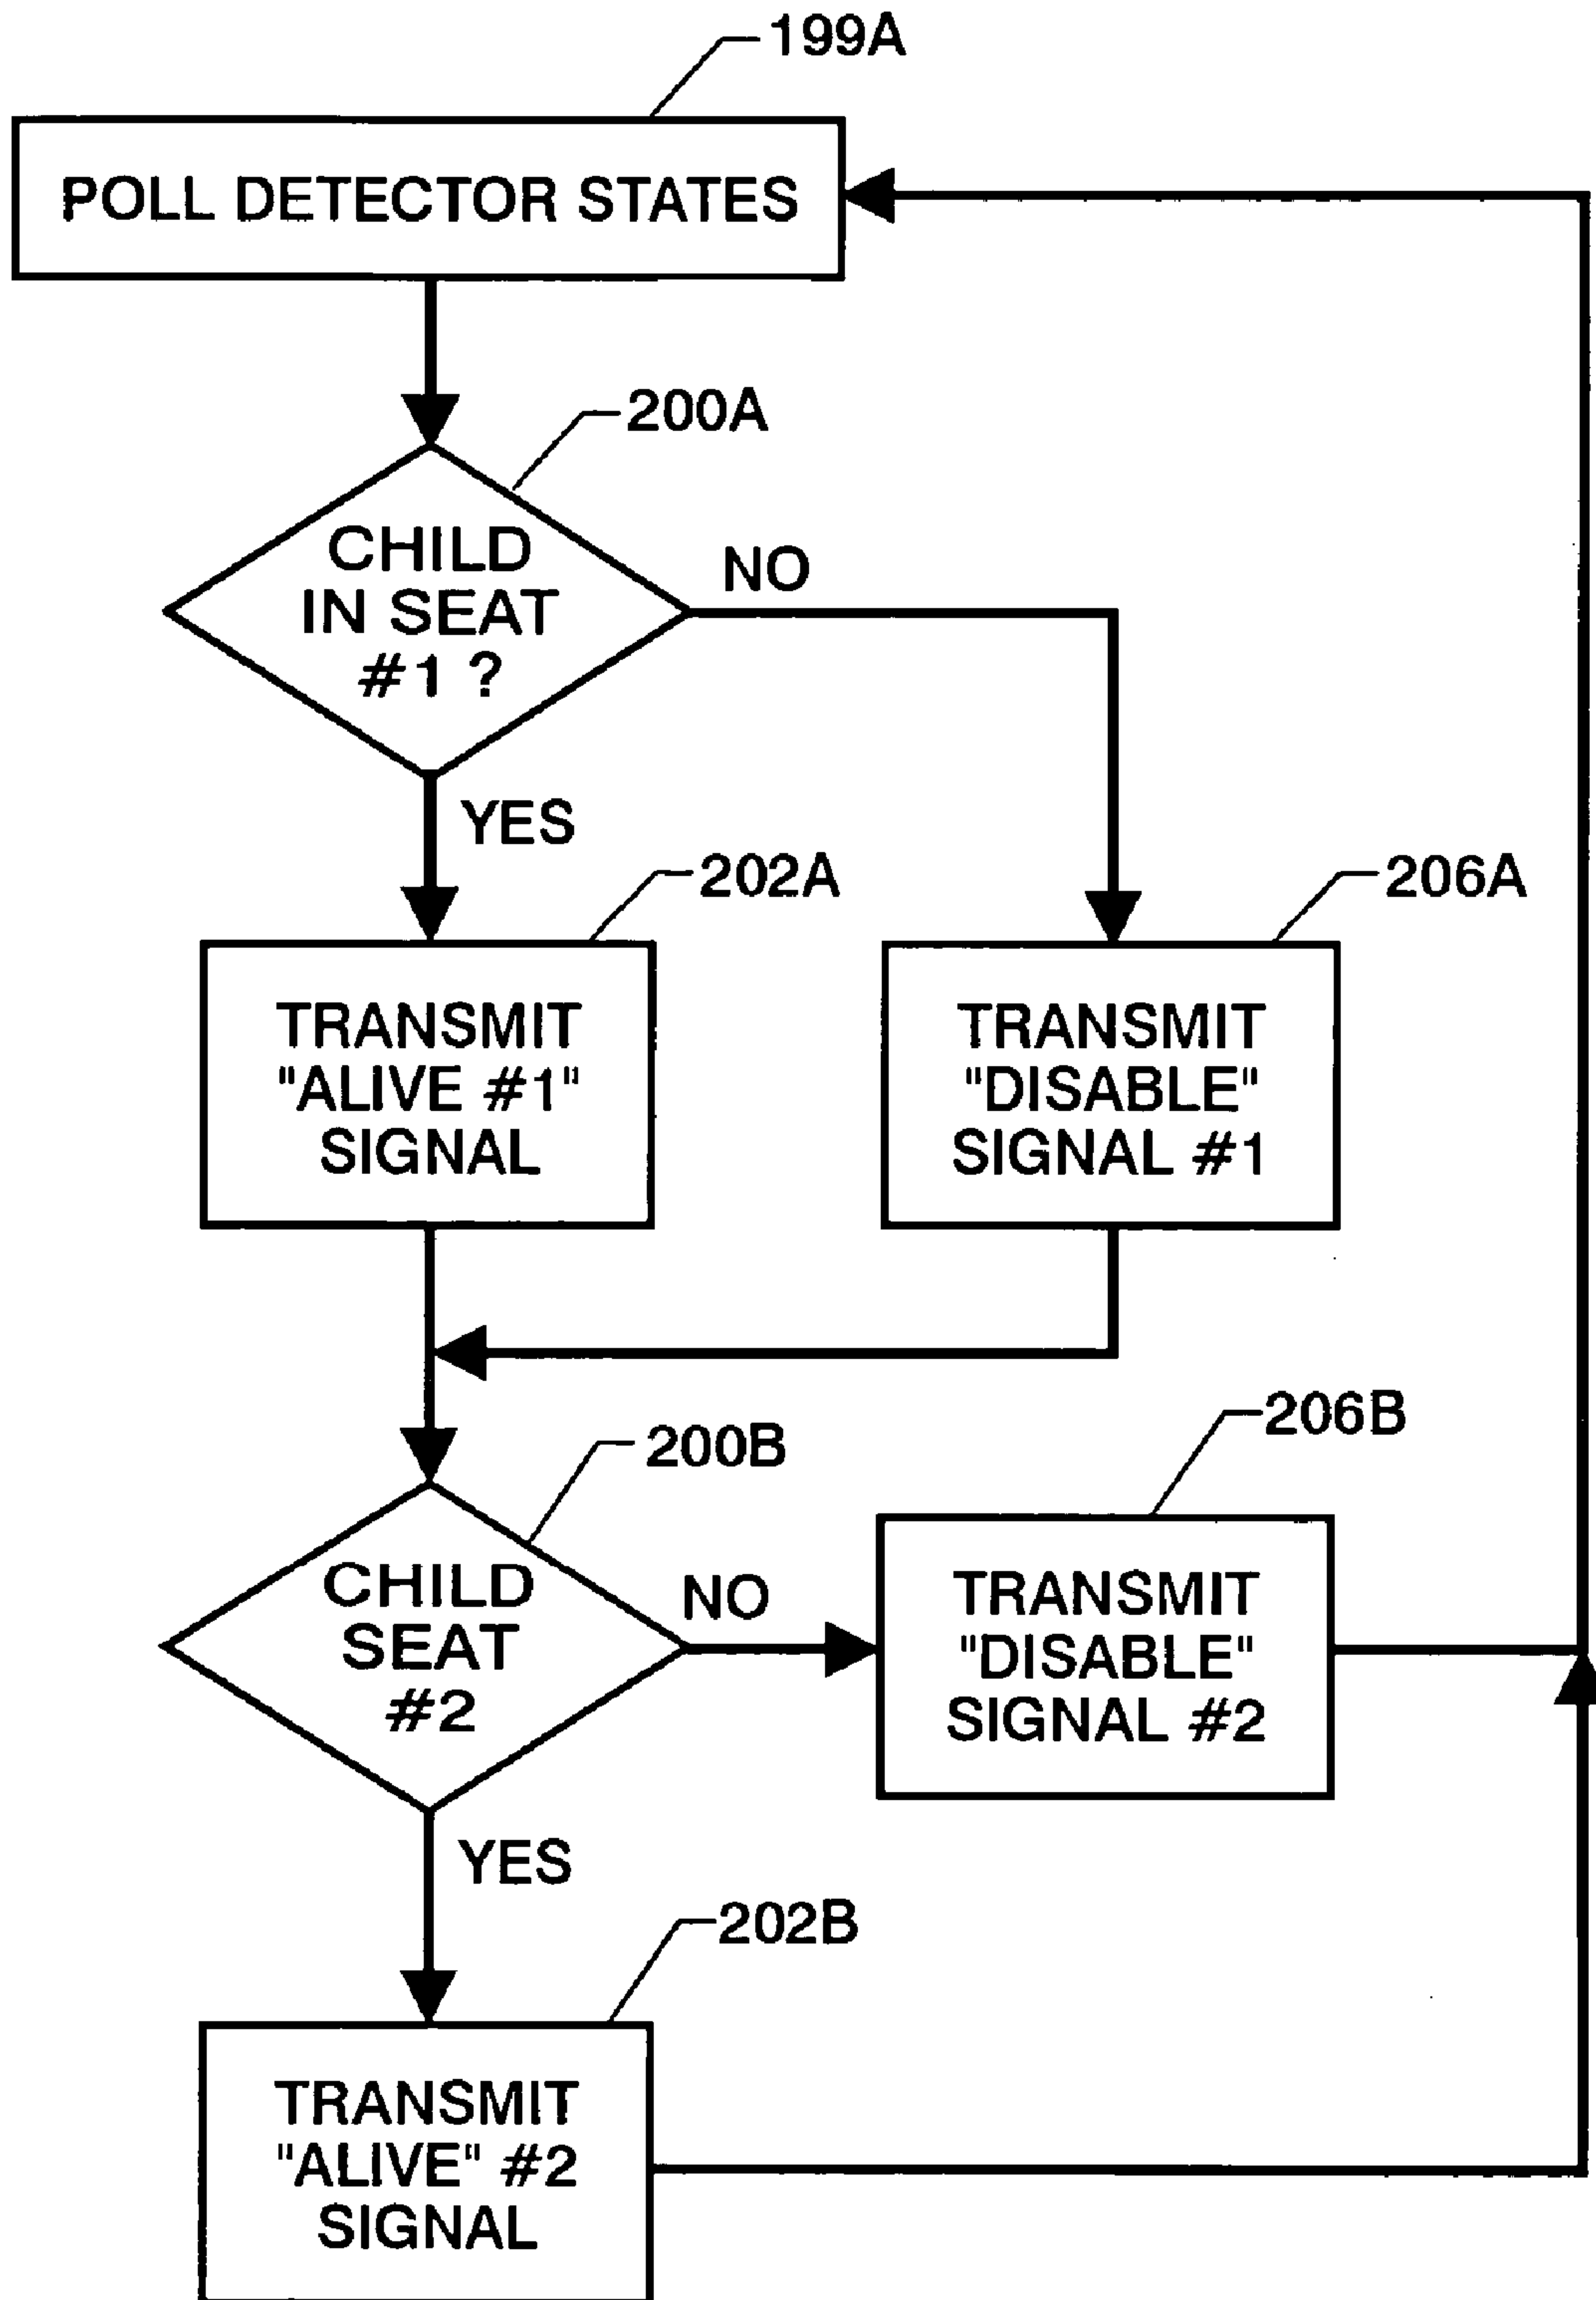 199A
POLL DETECTOR STATES
200A
CHILD
IN SEAT
#1 ?
NO
YES
202A
206A
TRANSMIT
"ALIVE #1"
SIGNAL
TRANSMIT
"DISABLE"
SIGNAL #1
200B
206B
CHILD
SEAT
#2
NO
TRANSMIT
"DISABLE"
SIGNAL #2
YES
202B
TRANSMIT
"ALIVE" #2
SIGNAL